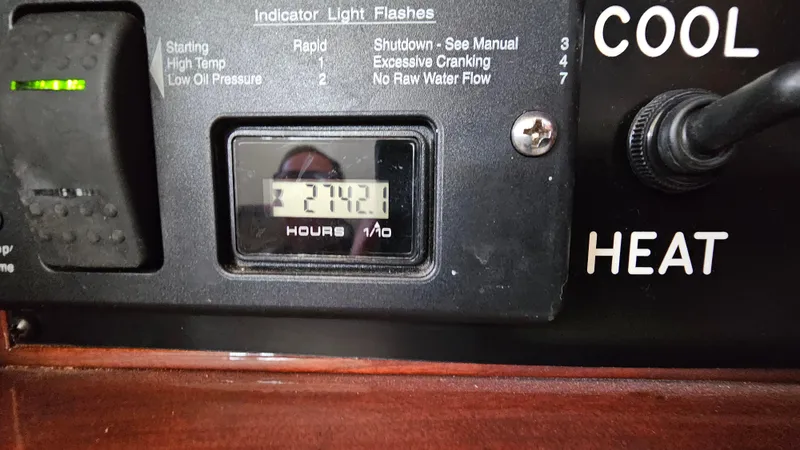 Indicator Light Flashes
Starting Rapid Shutdown - See Manual 3
High Temp 1 Excessive Cranking 4
Low Oil Pressure 2 No Raw Water Flow 7
COOL
2742.1
HOURS 1/10
HEAT